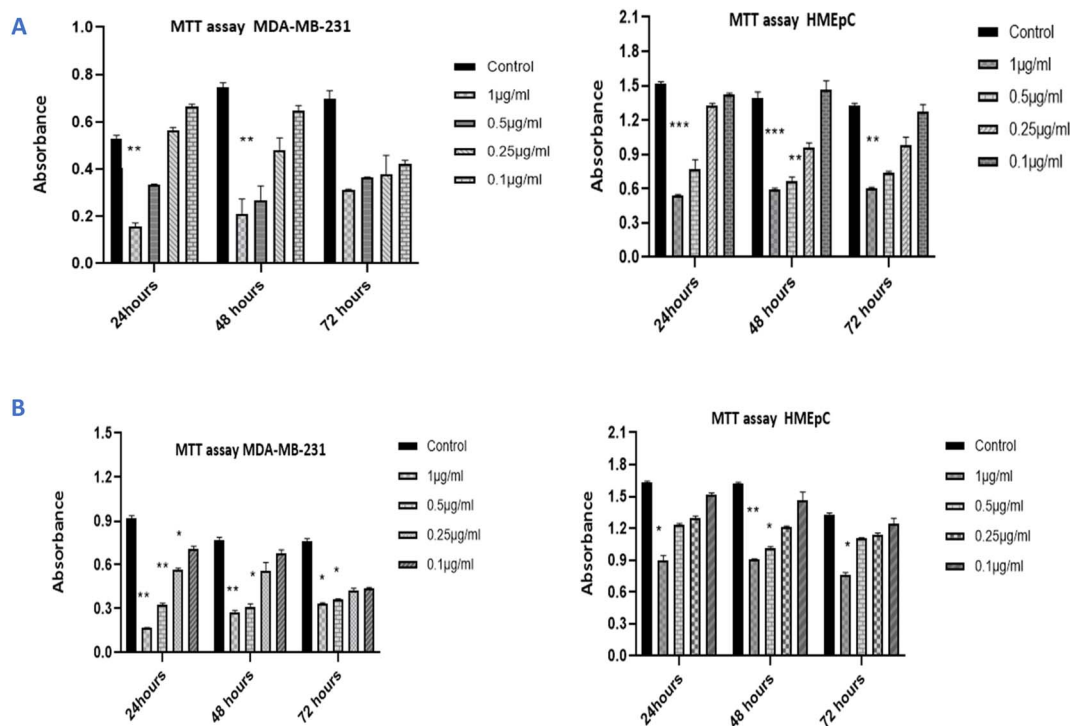 A
MTT assay MDA-MB-231
Absorbance
1.0
0.8
0.6
0.4
0.2
0.0
**
**
24hours
48 hours
72 hours
Control
1µg/ml
0.5µg/ml
0.25µg/ml
0.1µg/ml
MTT assay HMEpC
Absorbance
2.1
1.8
1.5
1.2
0.9
0.6
0.3
0.0
***
***
**
**
24hours
48 hours
72 hours
Control
1µg/ml
0.5µg/ml
0.25µg/ml
0.1µg/ml
B
MTT assay MDA-MB-231
Absorbance
1.5
1.2
0.9
0.6
0.3
0.0
**
**
*
**
*
*
*
24hours
48 hours
72 hours
Control
1µg/ml
0.5µg/ml
0.25µg/ml
0.1µg/ml
MTT assay HMEpC
Absorbance
2.1
1.8
1.5
1.2
0.9
0.6
0.3
0.0
*
**
*
*
24hours
48 hours
72 hours
Control
1µg/ml
0.5µg/ml
0.25µg/ml
0.1µg/ml